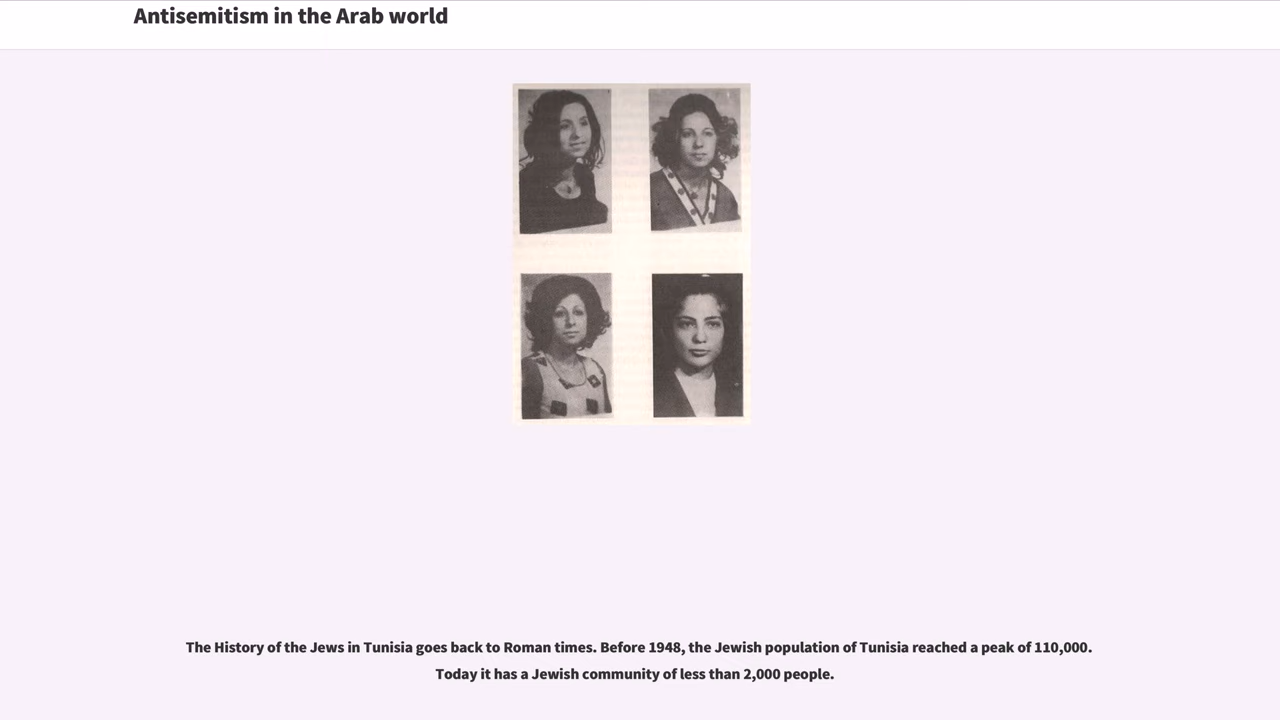 Antisemitism in the Arab world
The History of the Jews in Tunisia goes back to Roman times. Before 1948, the Jewish population of Tunisia reached a peak of 110,000.
Today it has a Jewish community of less than 2,000 people.